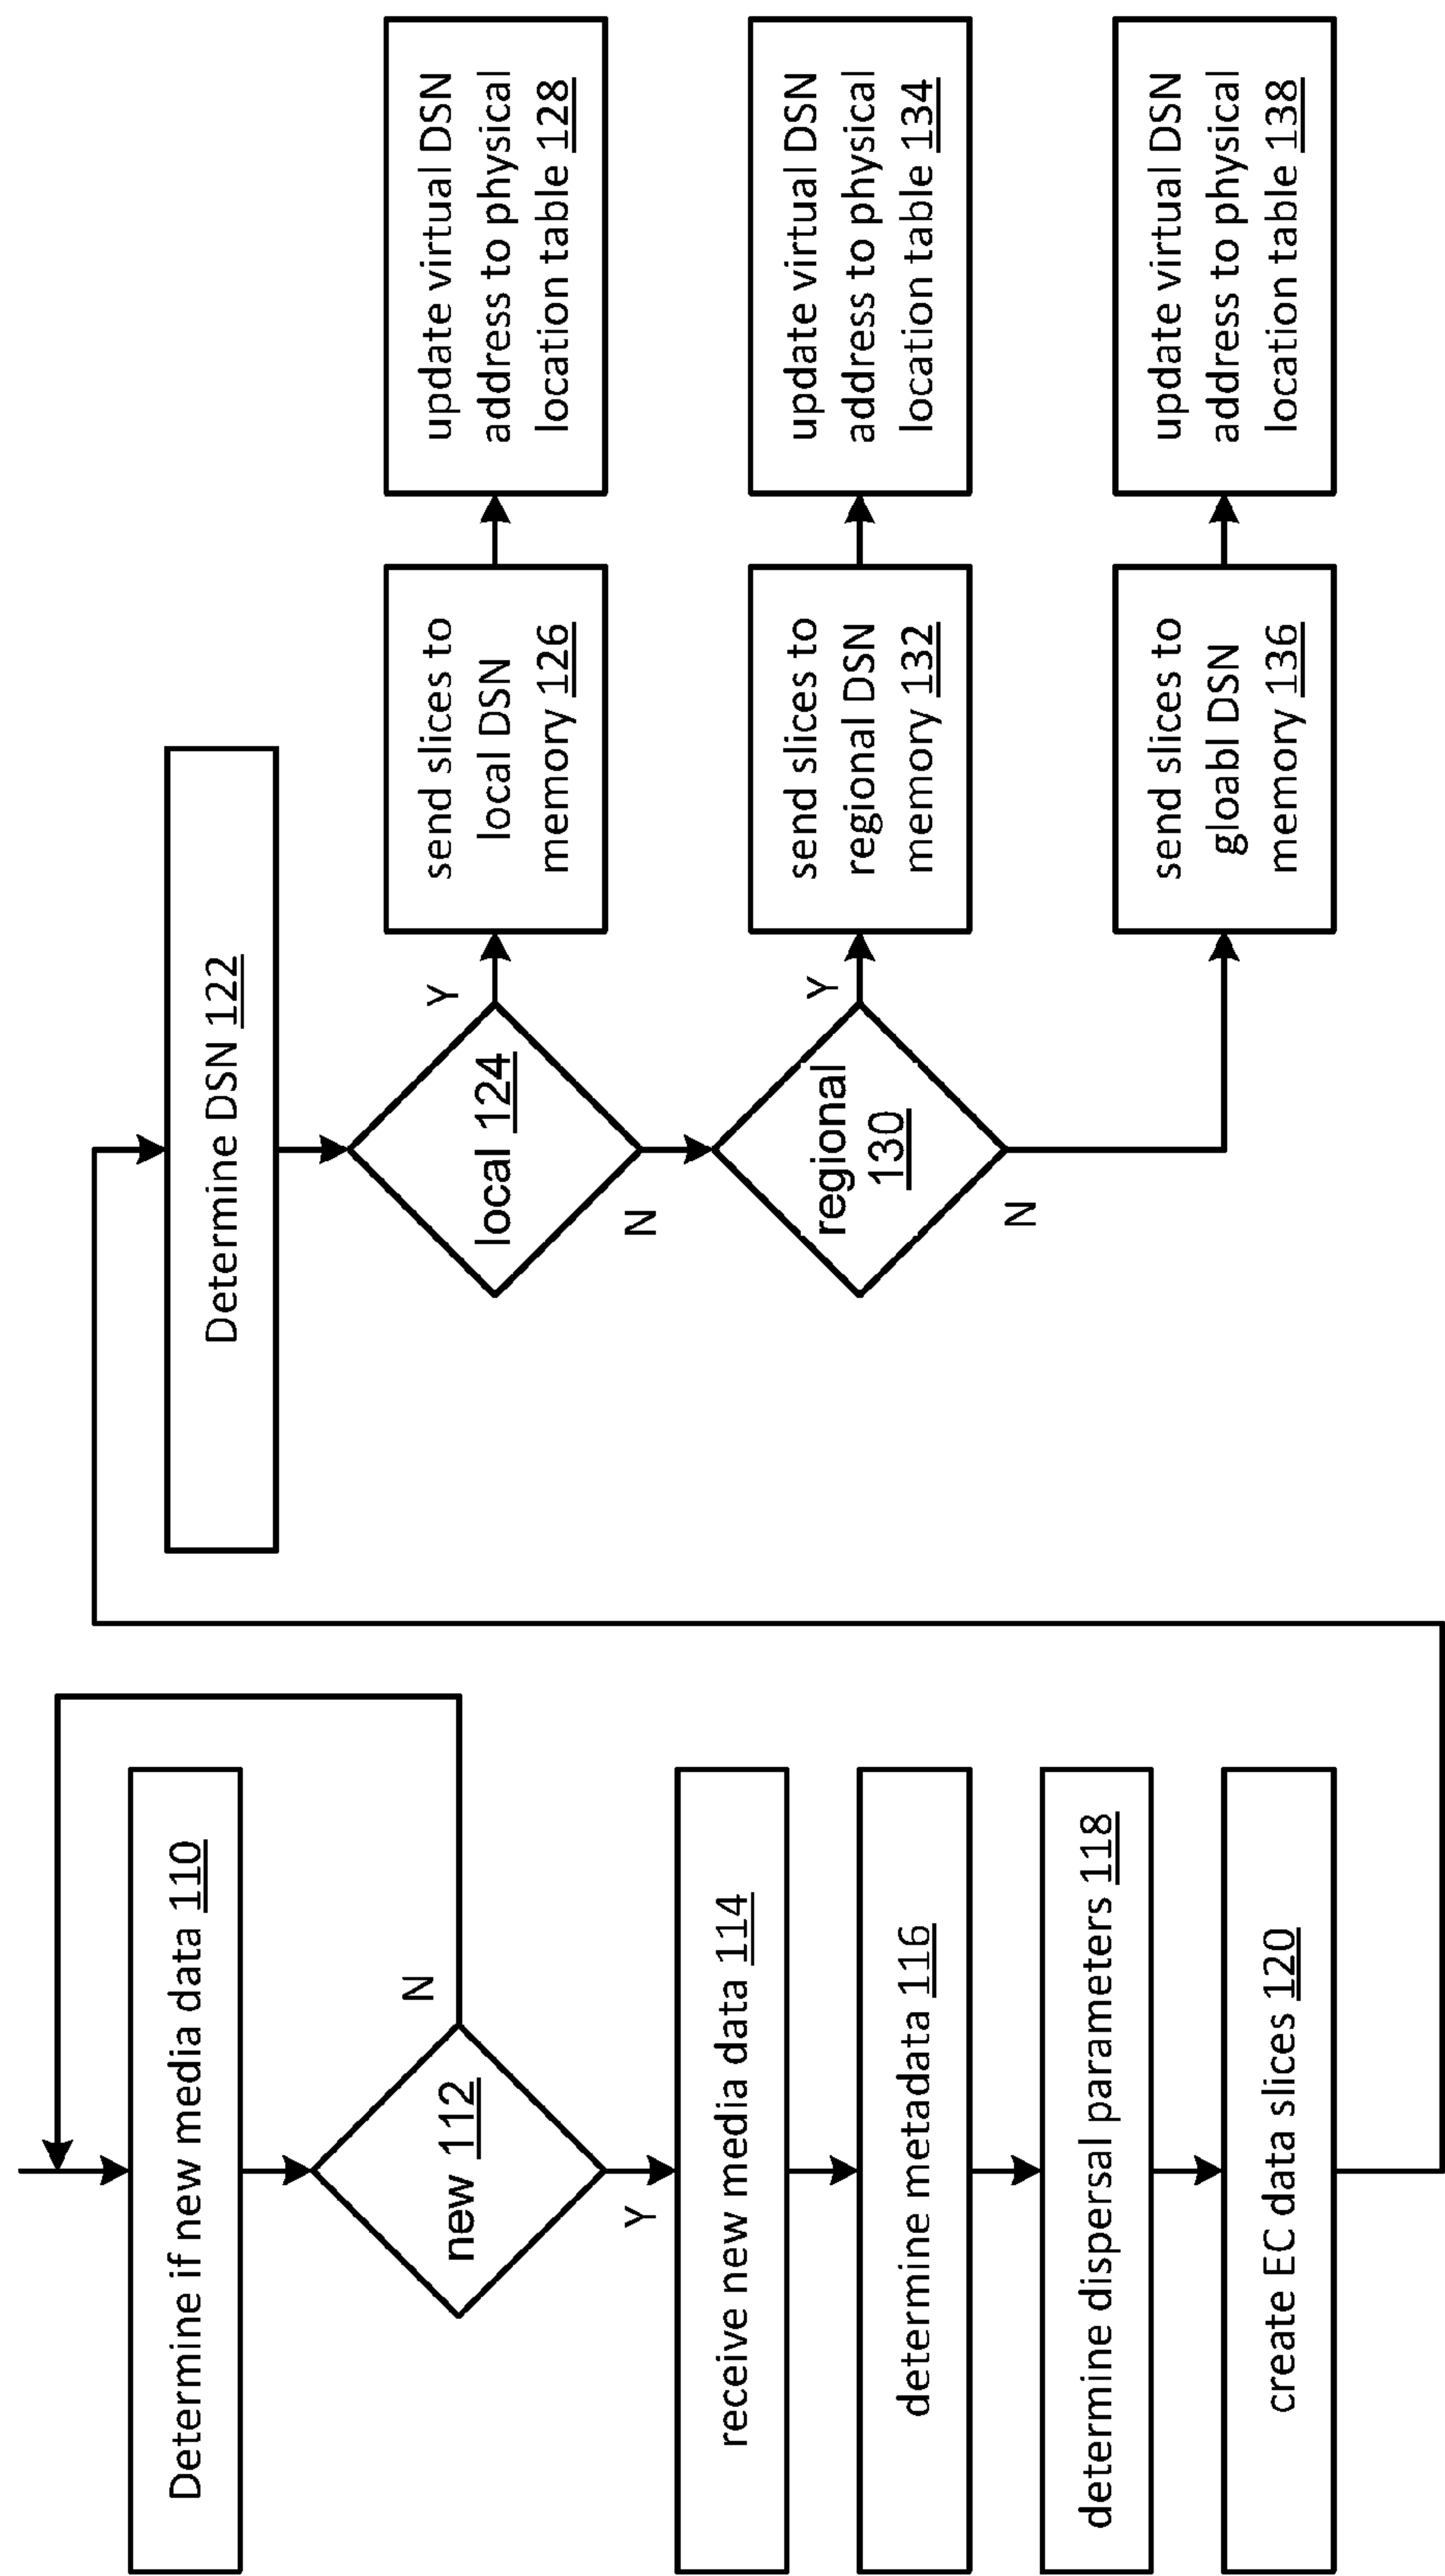 Determine if new media data 110
new 112
N
Y
receive new media data 114
determine metadata 116
determine dispersal parameters 118
create EC data slices 120
Determine DSN 122
local 124
Y
N
send slices to
local DSN
memory 126
update virtual DSN
address to physical
location table 128
regional
130
Y
N
send slices to
regional DSN
memory 132
update virtual DSN
address to physical
location table 134
send slices to
gloabl DSN
memory 136
update virtual DSN
address to physical
location table 138